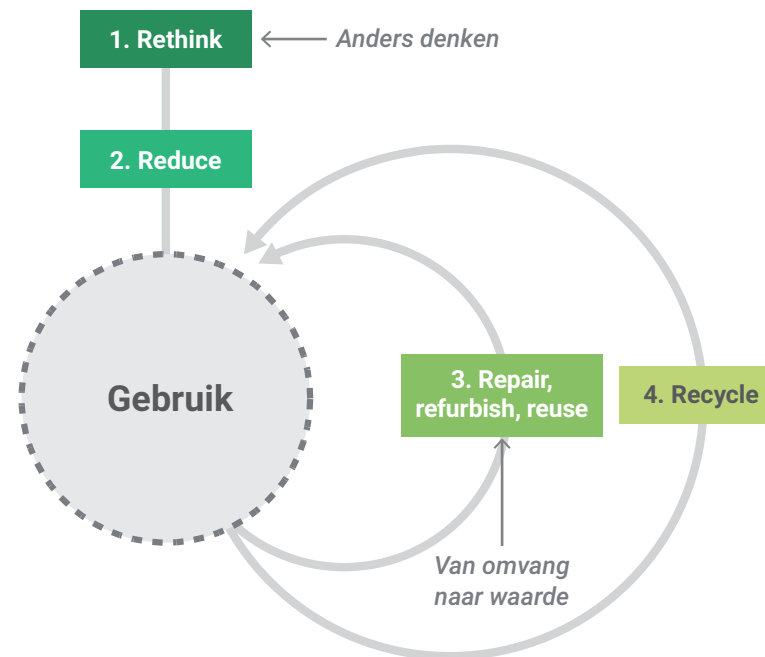 1. Rethink
Anders denken
2. Reduce
Gebruik
3. Repair,
refurbish, reuse
4. Recycle
Van omvang
naar waarde